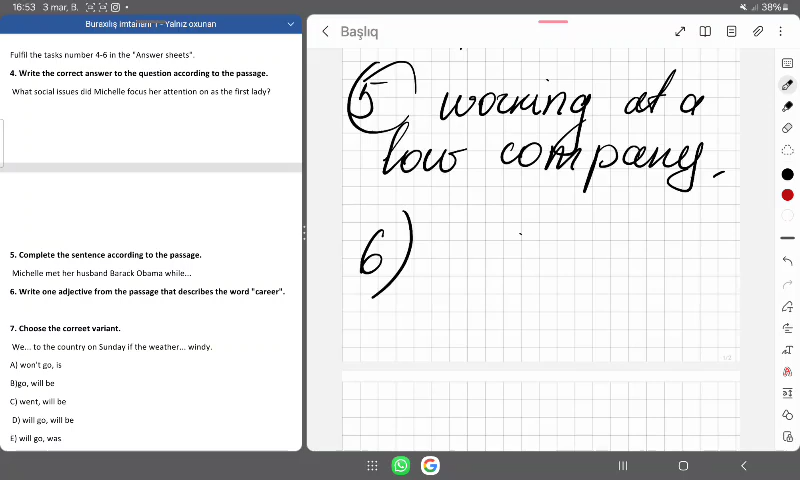 16:53 3 mar, B.
38%
Buraxılış imtahanı 1 - Yalnız oxunan
Fulfil the tasks number 4-6 in the "Answer sheets".
4. Write the correct answer to the question according to the passage.
What social issues did Michelle focus her attention on as the first lady?
5. Complete the sentence according to the passage.
Michelle met her husband Barack Obama while...
6. Write one adjective from the passage that describes the word "career".
7. Choose the correet variant.
We... to the country on Sunday if the weather... windy.
A) won't go, is
B)go, will be
C) went, will be
D) will go, will be
E) will go, was
Başlıq
5 working at a
low company.
6)
1/2